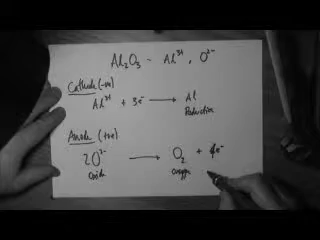 Al₂O₃ - Al³⁺, O²⁻
Cathode (-ve)
Al³⁺ + 3e⁻ → Al
Reduction
Anode (+ve)
2O²⁻ → O₂ + 4e⁻
Oxide Oxygen